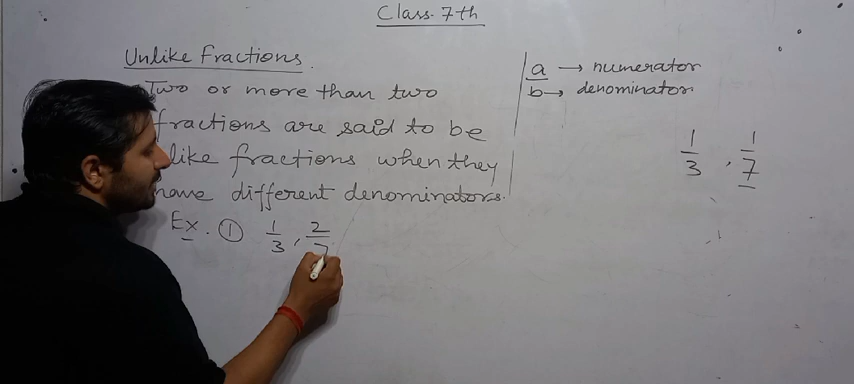 Class-7th
Unlike fractions.
Two or more than two
fractions are said to be
like fractions when they
have different denominators.
Ex. ① 1/3, 2/7
a → numerator
b → denominator
1/3, 1/7